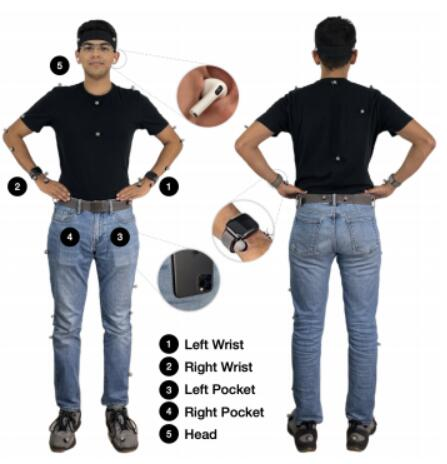 5
2
1
4
3
1 Left Wrist
2 Right Wrist
3 Left Pocket
4 Right Pocket
5 Head